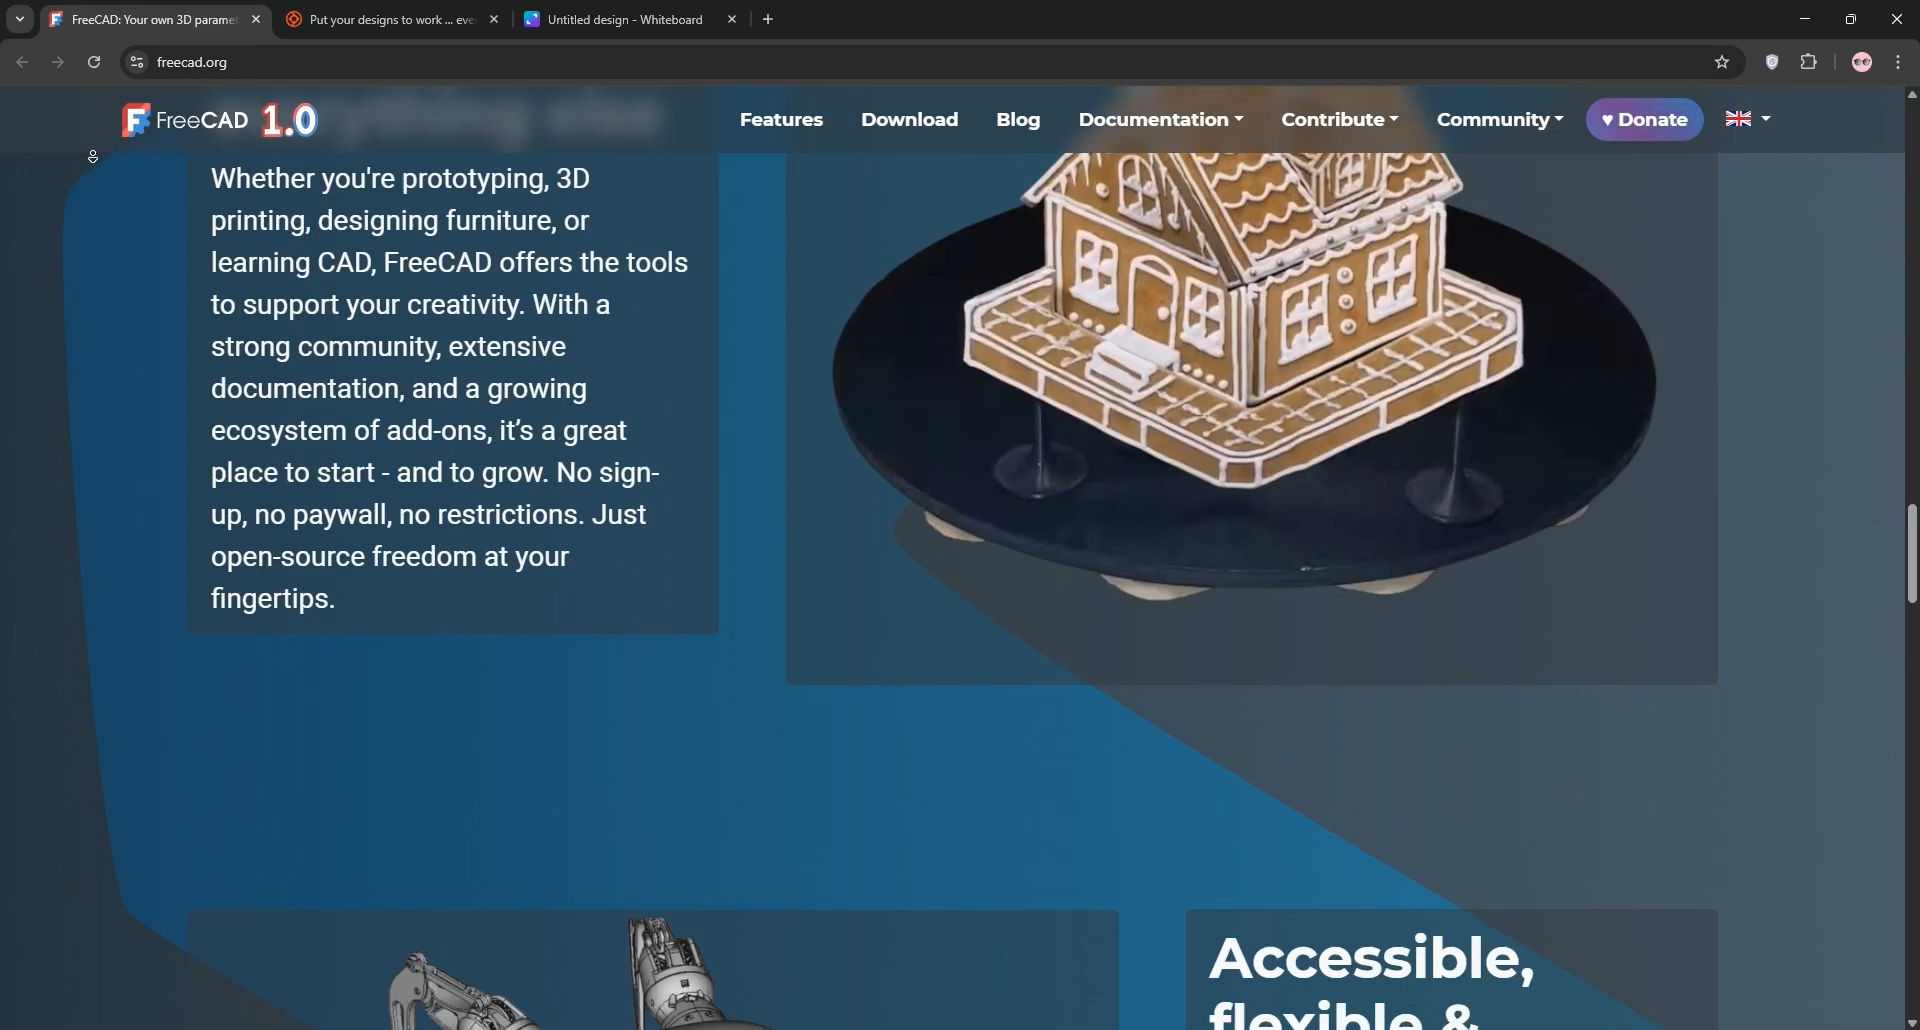 FreeCAD: Your own 3D paramet
Put your designs to work ... eve
Untitled design - Whiteboard
freecad.org
FreeCAD 1.0
Features
Download
Blog
Documentation
Contribute
Community
♥ Donate
everything else
Whether you're prototyping, 3D
printing, designing furniture, or
learning CAD, FreeCAD offers the tools
to support your creativity. With a
strong community, extensive
documentation, and a growing
ecosystem of add-ons, it’s a great
place to start - and to grow. No sign-
up, no paywall, no restrictions. Just
open-source freedom at your
fingertips.
Accessible,
flexible &